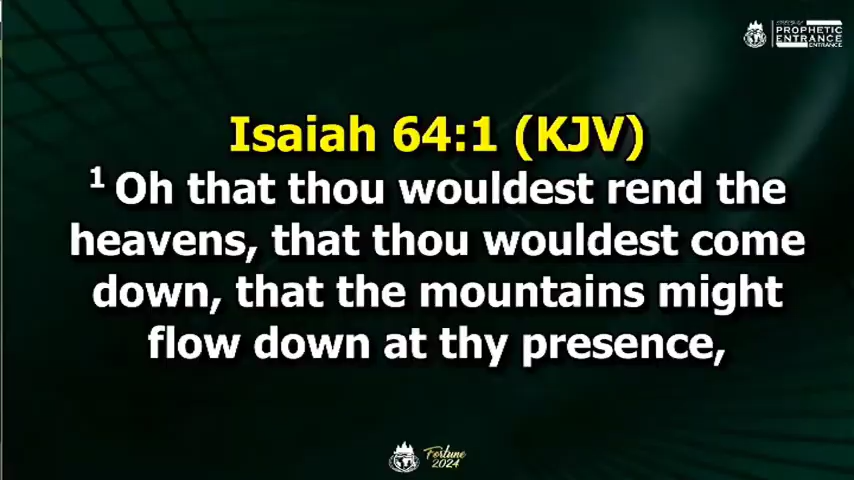 PROPHETIC
ENTRANCE
ENTRANCE
Isaiah 64:1 (KJV)
1 Oh that thou wouldest rend the
heavens, that thou wouldest come
down, that the mountains might
flow down at thy presence,
Fortune
2024